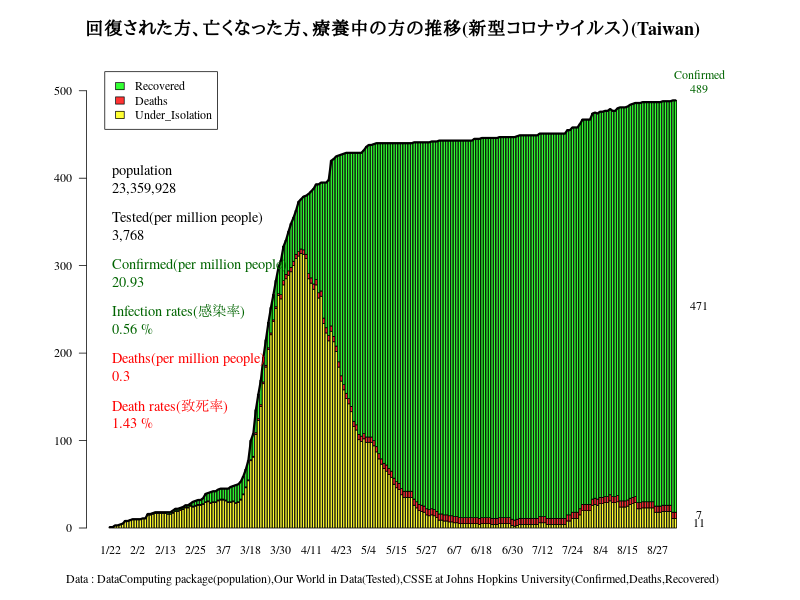 回復された方、亡くなった方、療養中の方の推移(新型コロナウイルス）(Taiwan)
Confirmed
489
500
400
300
200
100
0
Recovered
Deaths
Under_Isolation
population
23,359,928
Tested(per million people)
3,768
Confirmed(per million people)
20.93
Infection rates(感染率)
0.56 %
Deaths(per million people)
0.3
Death rates(致死率)
1.43 %
471
7
11
1/22 2/2 2/13 2/25 3/7 3/18 3/30 4/11 4/23 5/4 5/15 5/27 6/7 6/18 6/30 7/12 7/24 8/4 8/15 8/27
Data : DataComputing package(population),Our World in Data(Tested),CSSE at Johns Hopkins University(Confirmed,Deaths,Recovered)